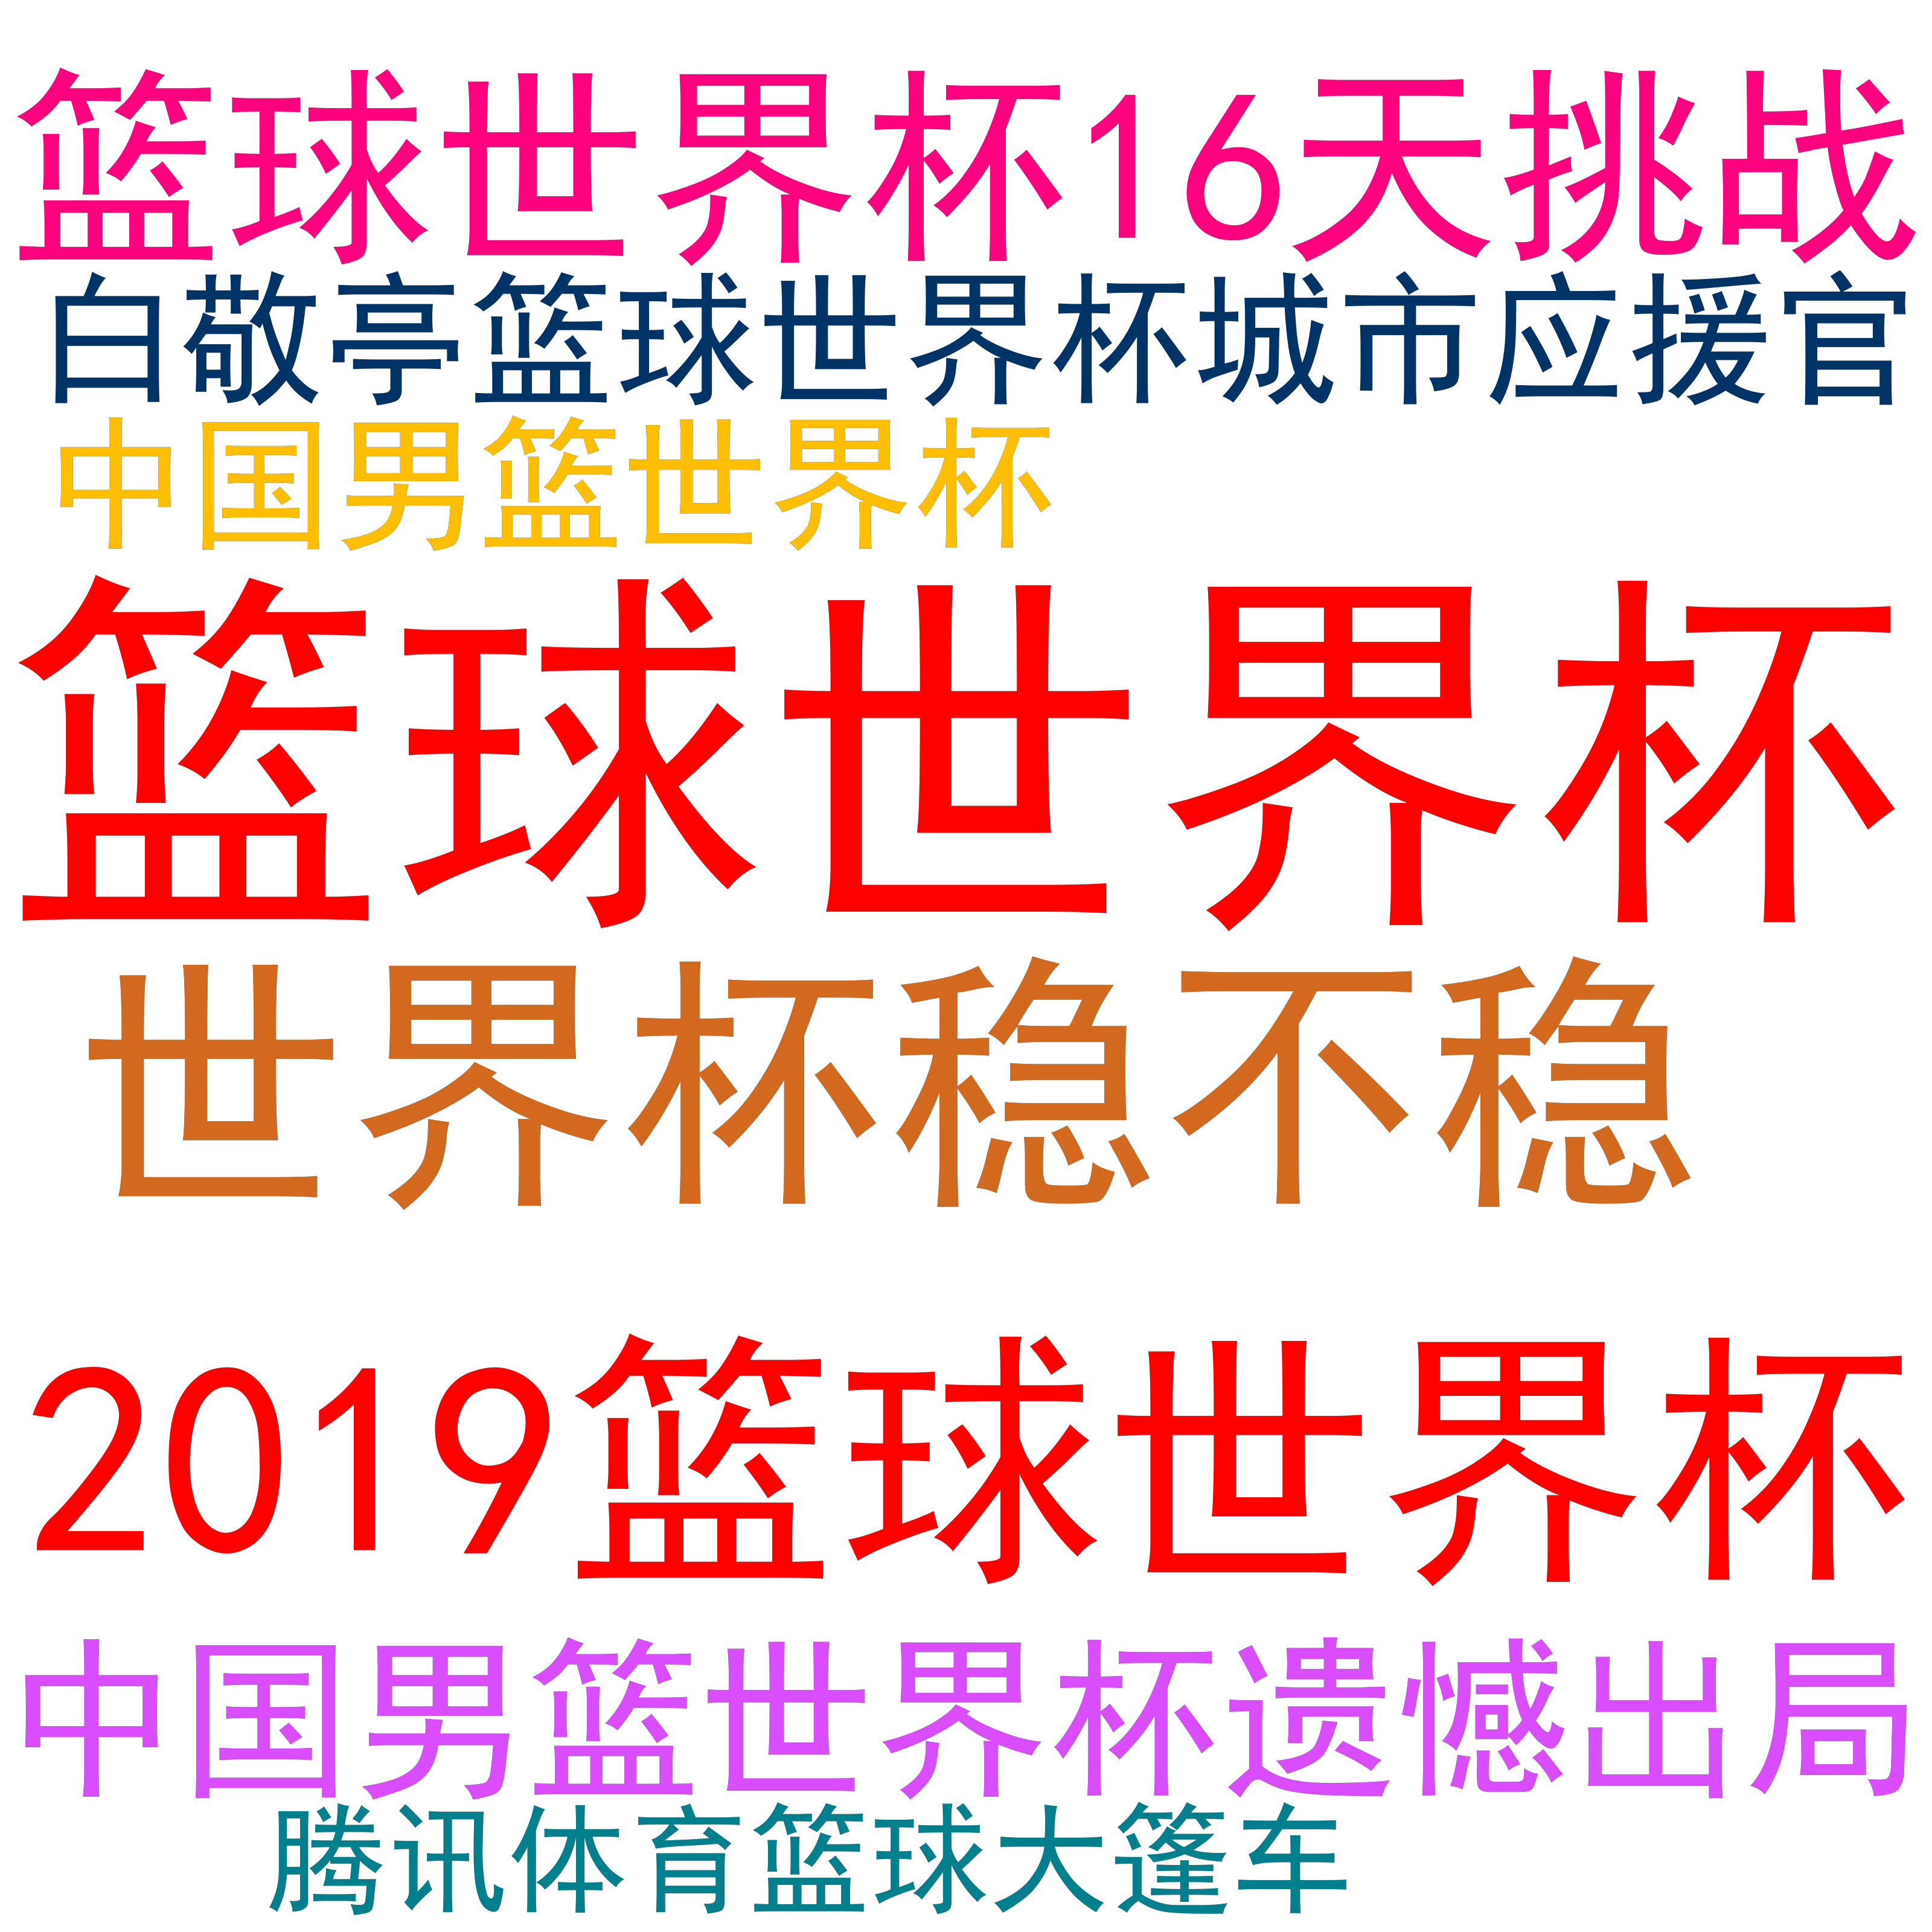 篮球世界杯16天挑战
白敬亭篮球世界杯城市应援官
中国男篮世界杯
篮球世界杯
世界杯稳不稳
2019篮球世界杯
中国男篮世界杯遗憾出局
腾讯体育篮球大篷车